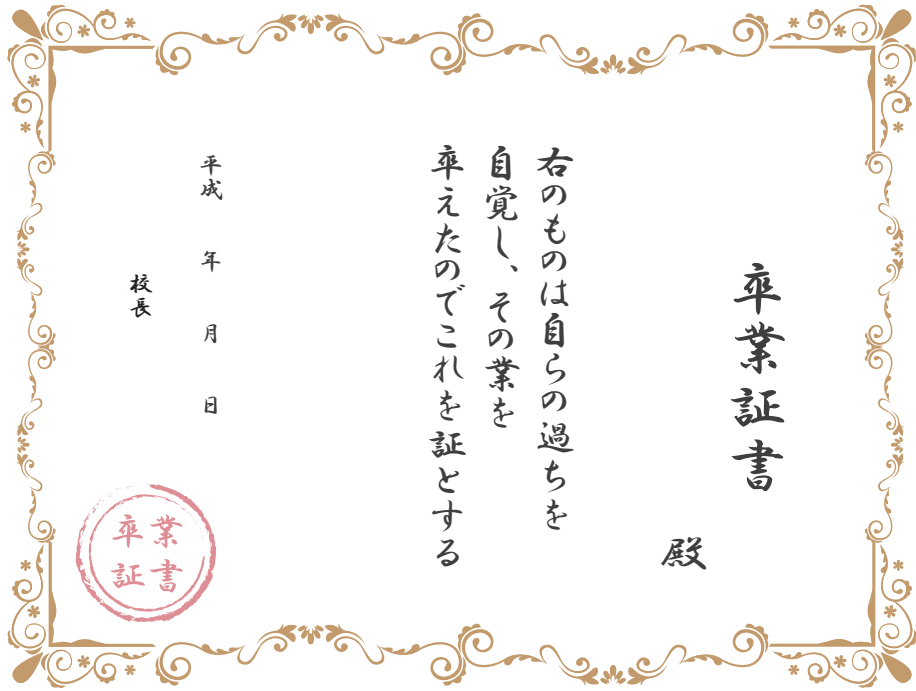 卒業証書
殿
右のものは自らの過ちを
自覚し、その業を
卒えたのでこれを証とする
平成　年　月　日
校長
卒業
証書